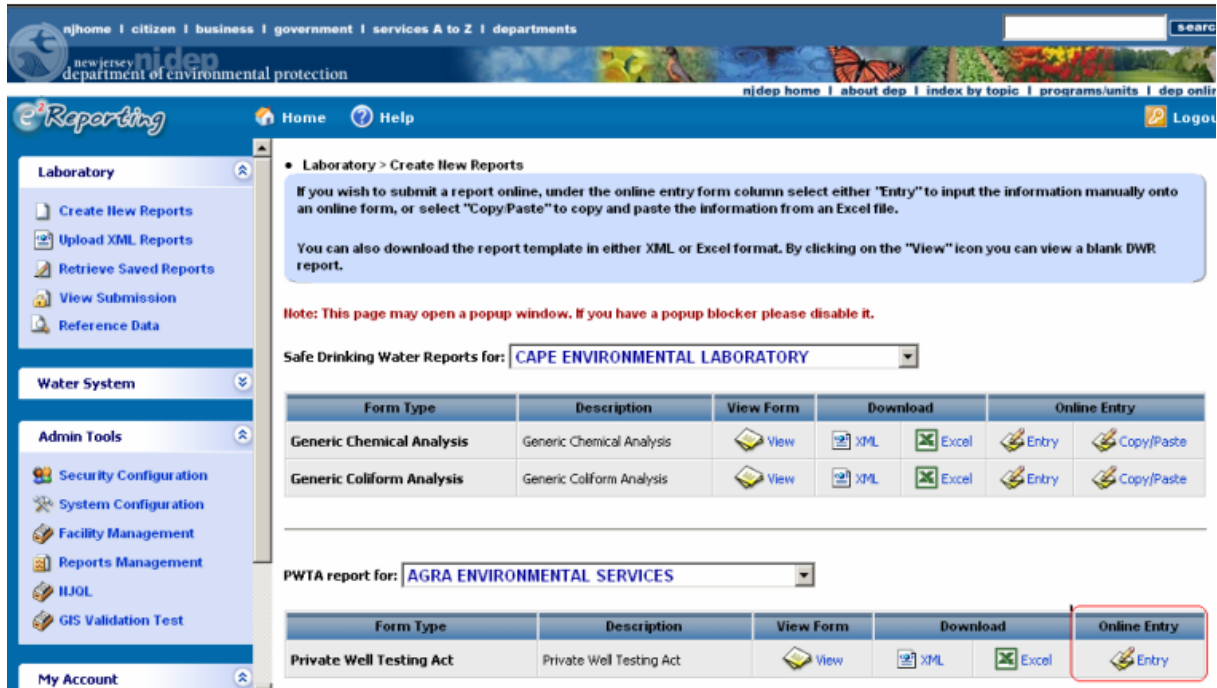 njhome I citizen I business I government I services A to Z I departments
searc
newjersey njdep
department of environmental protection
njdep home I about dep I index by topic I programs/units I dep onlin
e2Reporting
Home
Help
Logou
Laboratory
Create New Reports
Upload XML Reports
Retrieve Saved Reports
View Submission
Reference Data
Water System
Admin Tools
Security Configuration
System Configuration
Facility Management
Reports Management
NJQL
GIS Validation Test
My Account
• Laboratory > Create New Reports
If you wish to submit a report online, under the online entry form column select either "Entry" to input the information manually onto
an online form, or select "Copy/Paste" to copy and paste the information from an Excel file.
You can also download the report template in either XML or Excel format. By clicking on the "View" icon you can view a blank DWR
report.
Note: This page may open a popup window. If you have a popup blocker please disable it.
Safe Drinking Water Reports for: CAPE ENVIRONMENTAL LABORATORY
Form Type Description View Form Download Online Entry
Generic Chemical Analysis Generic Chemical Analysis View XML Excel Entry Copy/Paste
Generic Coliform Analysis Generic Coliform Analysis View XML Excel Entry Copy/Paste
PWTA report for: AGRA ENVIRONMENTAL SERVICES
Form Type Description View Form Download Online Entry
Private Well Testing Act Private Well Testing Act View XML Excel Entry